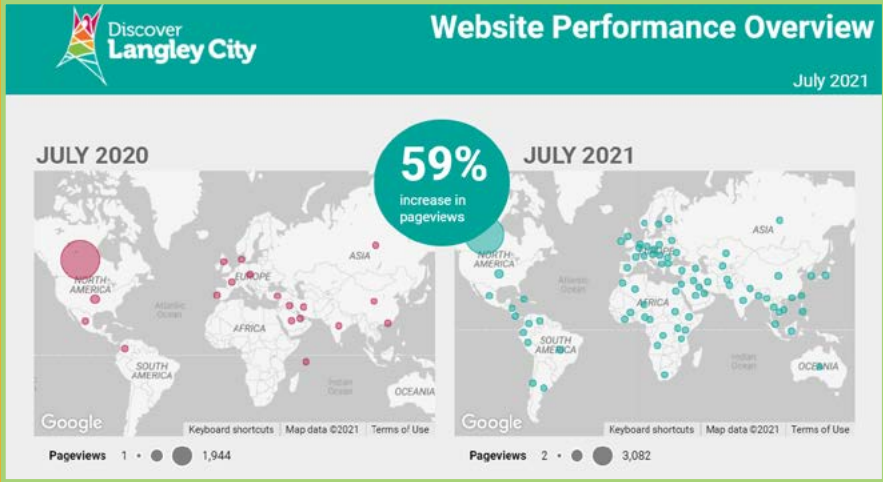 Discover
Langley City
Website Performance Overview
July 2021
JULY 2020
59%
increase in
pageviews
JULY 2021
NORTH
AMERICA
Atlantic
Ocean
EUROPE
ASIA
AFRICA
SOUTH
AMERICA
Indian
Ocean
OCEANIA
Google
Keyboard shortcuts
Map data ©2021
Terms of Use
NORTH
AMERICA
Atlantic
Ocean
EUROPE
ASIA
AFRICA
SOUTH
AMERICA
Indian
Ocean
OCEANIA
Google
Keyboard shortcuts
Map data ©2021
Terms of Use
Pageviews 1 1,944
Pageviews 2 3,082